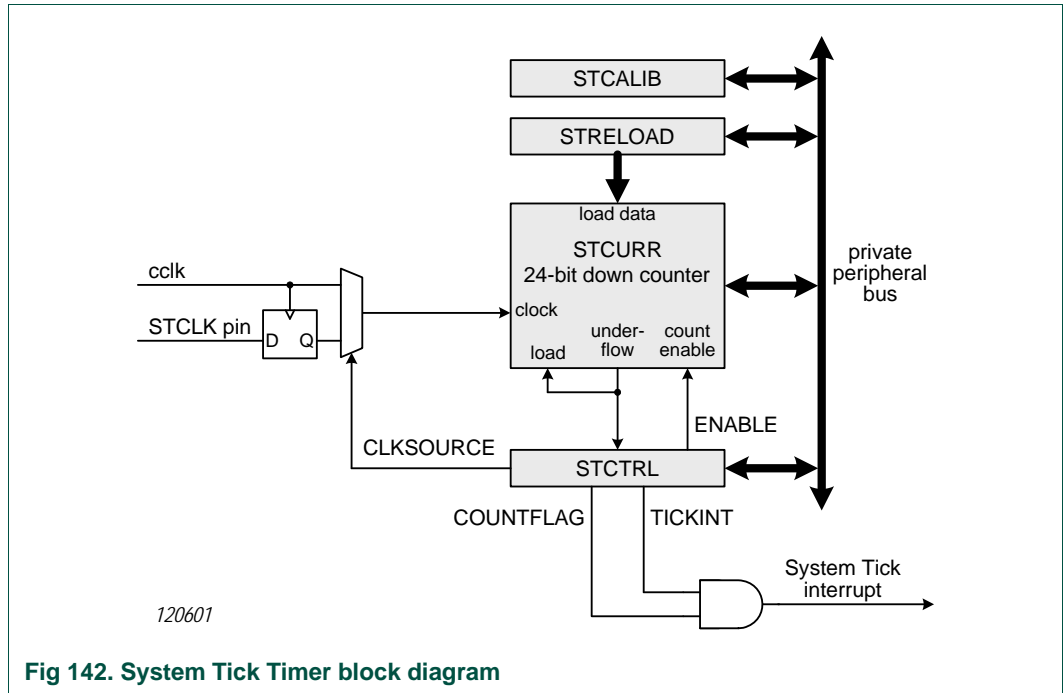 STCALIB
STRELOAD
load data
STCURR
24-bit down counter
private
peripheral
bus
cclk
clock
STCLK pin
D Q
under-
flow
count
enable
load
ENABLE
CLKSOURCE
STCTRL
COUNTFLAG
TICKINT
System Tick
interrupt
120601
Fig 142. System Tick Timer block diagram